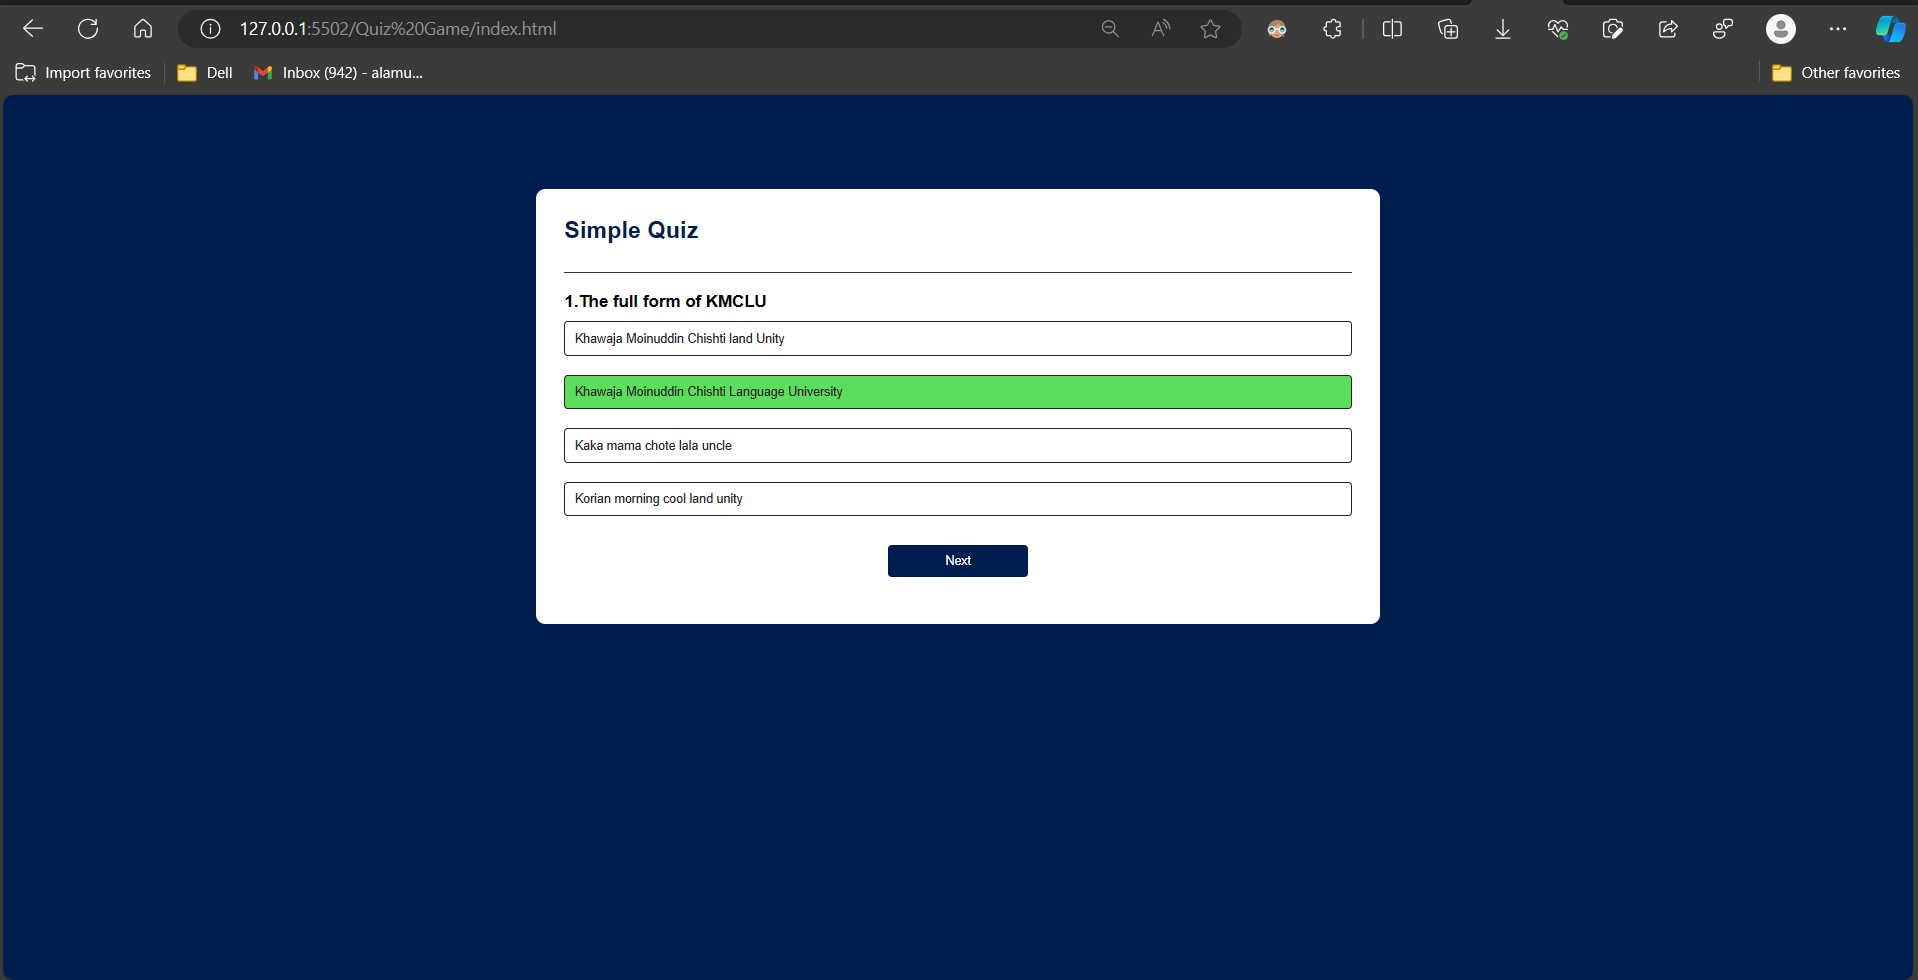 127.0.0.1:5502/Quiz%20Game/index.html
Import favorites
Dell
Inbox (942) - alamu...
Other favorites
Simple Quiz
1.The full form of KMCLU
Khawaja Moinuddin Chishti land Unity
Khawaja Moinuddin Chishti Language University
Kaka mama chote lala uncle
Korian morning cool land unity
Next